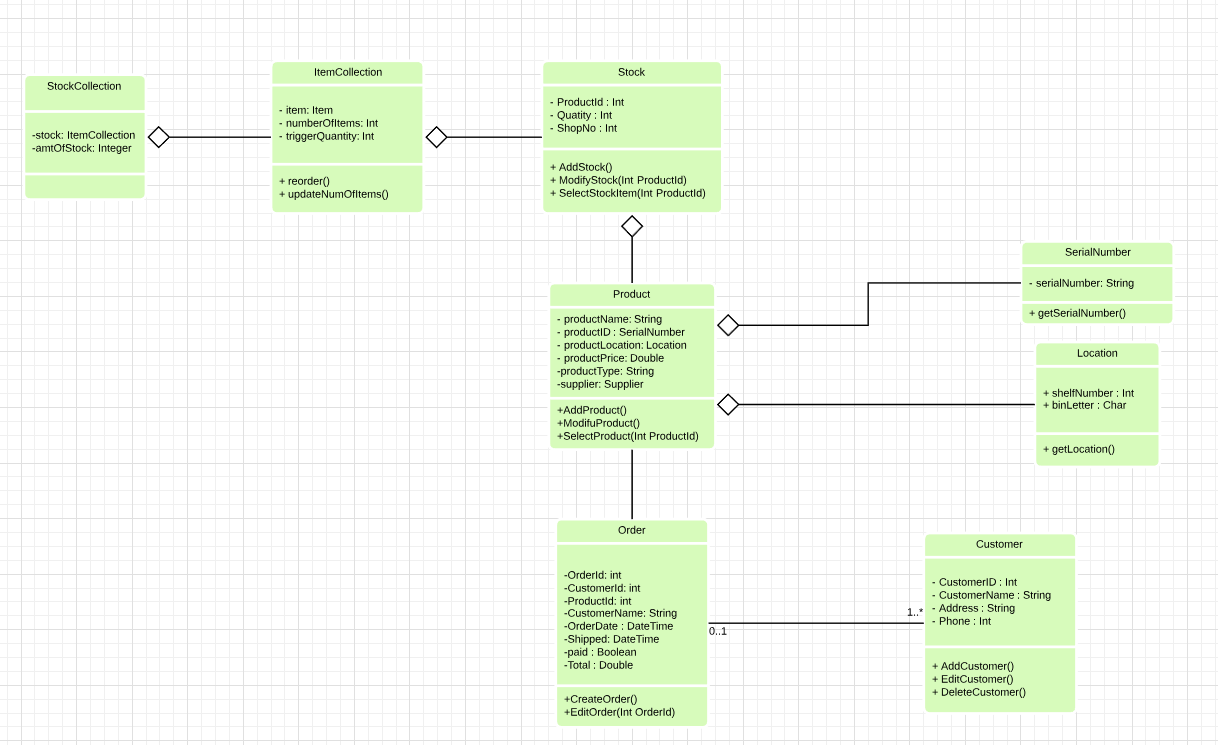 StockCollection
-stock: ItemCollection
-amtOfStock: Integer
ItemCollection
- item: Item
- numberOfItems: Int
- triggerQuantity: Int
+ reorder()
+ updateNumOfItems()
Stock
- ProductId : Int
- Quatity : Int
- ShopNo : Int
+ AddStock()
+ ModifyStock(Int ProductId)
+ SelectStockItem(Int ProductId)
Product
- productName: String
- productID : SerialNumber
- productLocation: Location
- productPrice: Double
-productType: String
-supplier: Supplier
+AddProduct()
+ModifuProduct()
+SelectProduct(Int ProductId)
SerialNumber
- serialNumber: String
+ getSerialNumber()
Location
+ shelfNumber : Int
+ binLetter : Char
+ getLocation()
Order
-OrderId: int
-CustomerId: int
-ProductId: int
-CustomerName: String
-OrderDate : DateTime
-Shipped: DateTime
-paid : Boolean
-Total : Double
+CreateOrder()
+EditOrder(Int OrderId)
0..1
1..*
Customer
- CustomerID : Int
- CustomerName : String
- Address : String
- Phone : Int
+ AddCustomer()
+ EditCustomer()
+ DeleteCustomer()